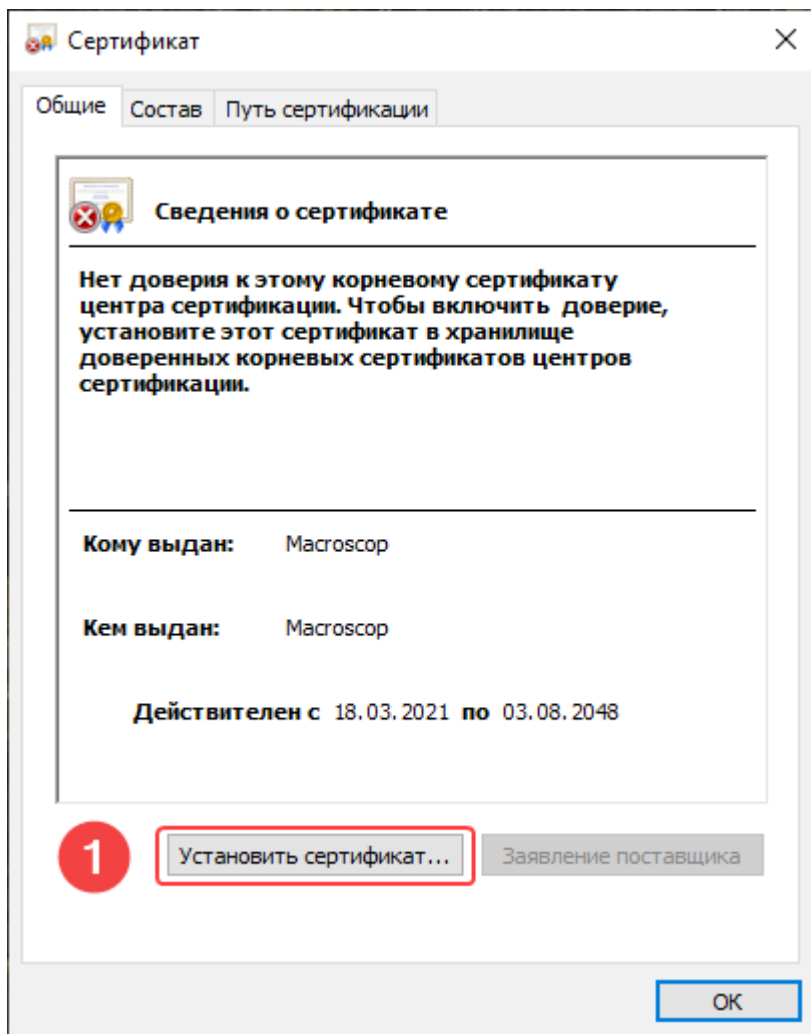 Сертификат
Общие Состав Путь сертификации
Сведения о сертификате
Нет доверия к этому корневому сертификату
центра сертификации. Чтобы включить доверие,
установите этот сертификат в хранилище
доверенных корневых сертификатов центров
сертификации.
Кому выдан: Macroscop
Кем выдан: Macroscop
Действителен с 18.03.2021 по 03.08.2048
1 Установить сертификат... Заявление поставщика
ОК